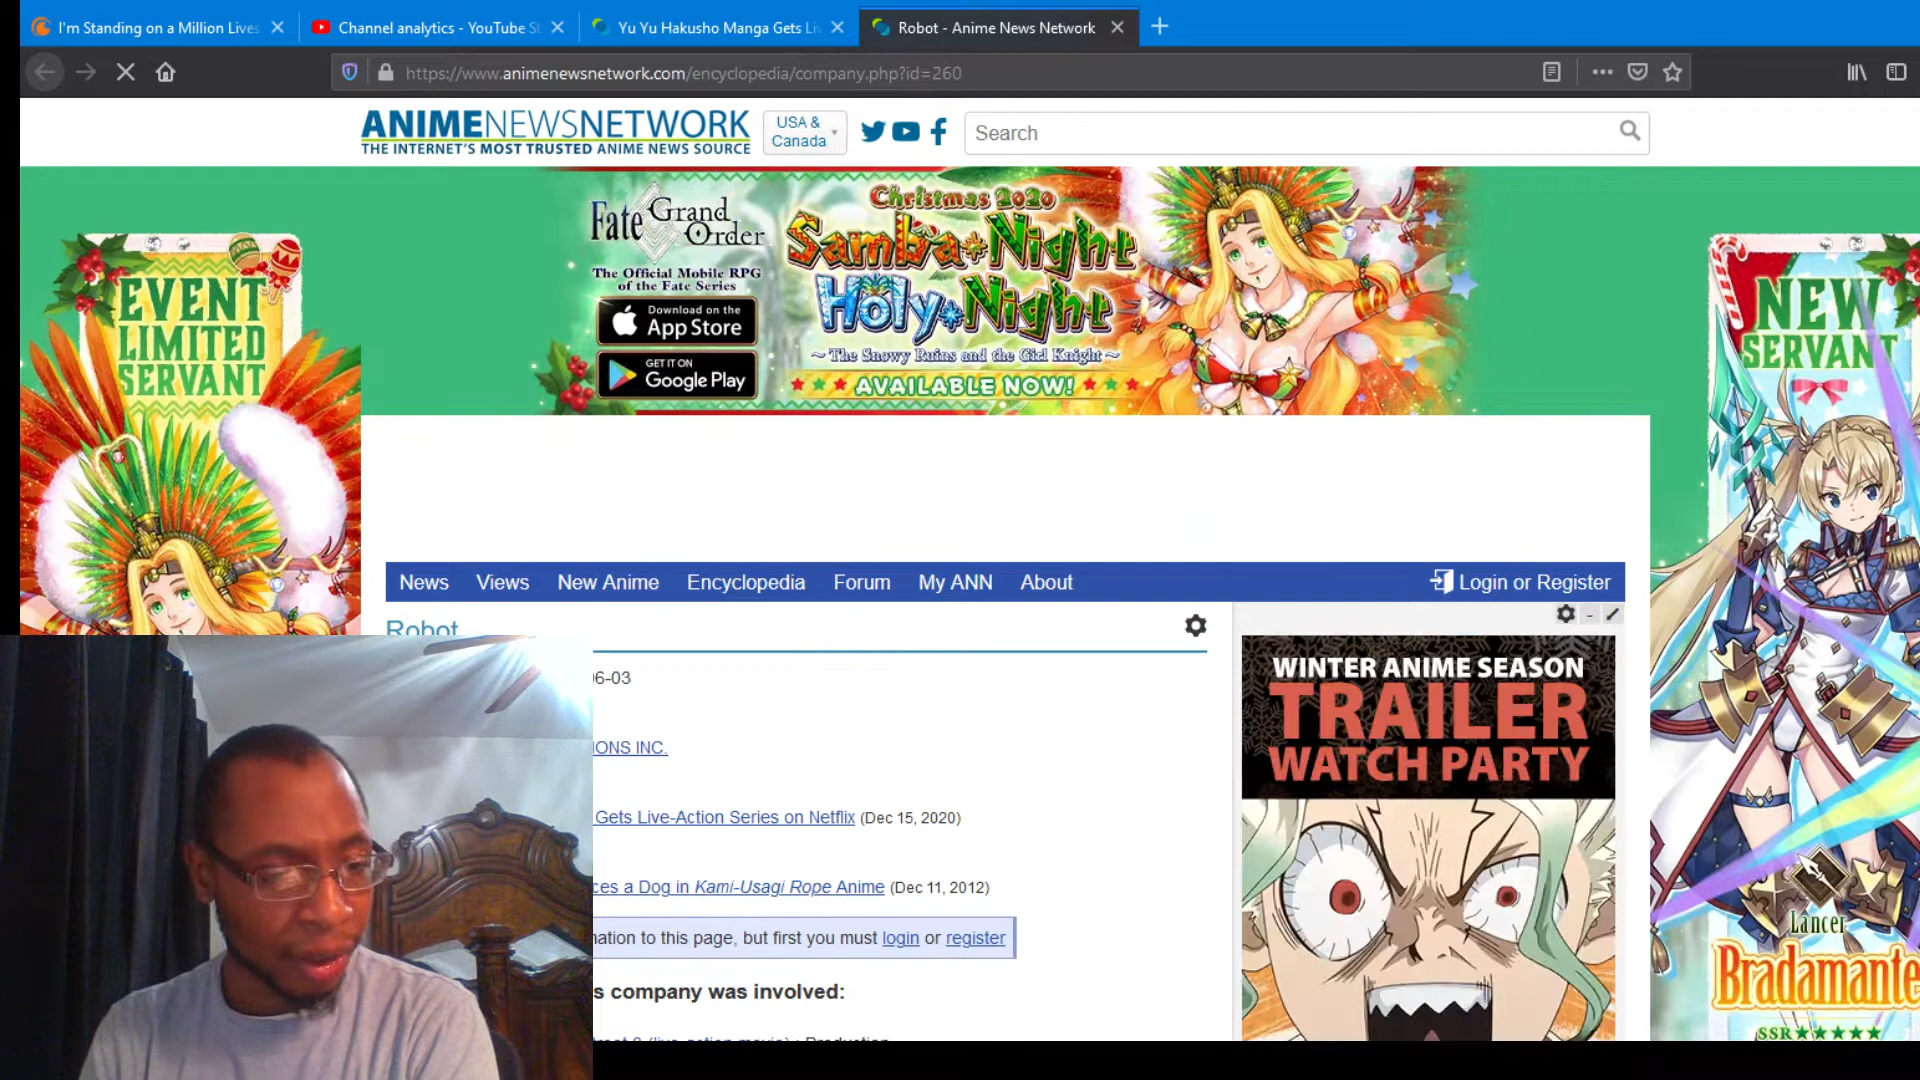 I'm Standing on a Million Lives
Channel analytics - YouTube St
Yu Yu Hakusho Manga Gets Li
Robot - Anime News Network
https://www.animenewsnetwork.com/encyclopedia/company.php?id=260
ANIMENEWSNETWORK
THE INTERNET'S MOST TRUSTED ANIME NEWS SOURCE
USA &
Canada
Search
Fate Grand Order
The Official Mobile RPG
of the Fate Series
Download on the
App Store
GET IT ON
Google Play
Christmas 2020
Samba Night
Holy Night
~The Snowy Ruins and the Girl Knight~
AVAILABLE NOW!
EVENT
LIMITED
SERVANT
NEW
SERVANT
News Views New Anime Encyclopedia Forum My ANN About Login or Register
Robot
06-03
IONS INC.
Gets Live-Action Series on Netflix (Dec 15, 2020)
ces a Dog in Kami-Usagi Rope Anime (Dec 11, 2012)
nation to this page, but first you must login or register
s company was involved:
WINTER ANIME SEASON
TRAILER
WATCH PARTY
Lancer
Bradamante
SSR★★★★★